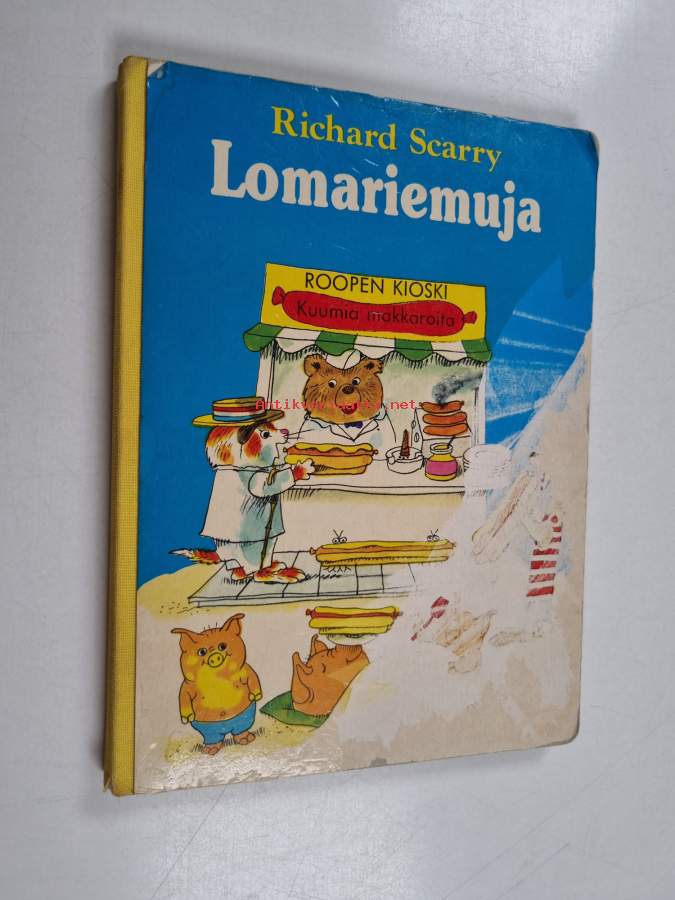 Richard Scarry
Lomariemuja
ROOPEN KIOSKI
Kuumia makkaroita
Antikvariaatti.net